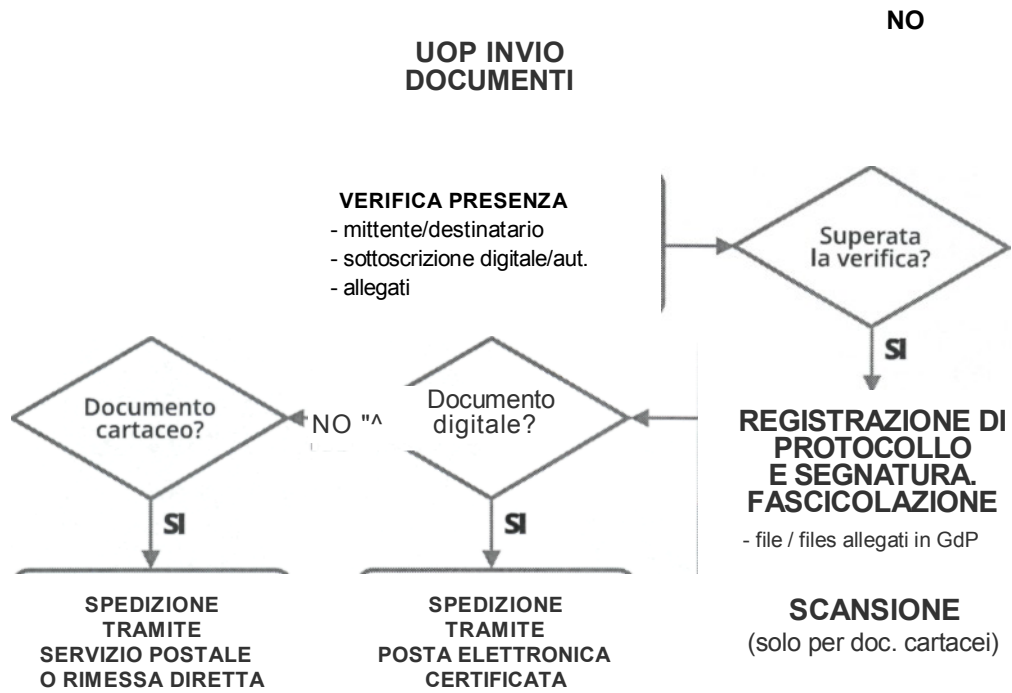 NO
UOP INVIO
DOCUMENTI
VERIFICA PRESENZA
- mittente/destinatario
- sottoscrizione digitale/aut.
- allegati
Superata
la verifica?
SI
Documento
cartaceo?
NO "^
Documento
digitale?
REGISTRAZIONE DI
PROTOCOLLO
E SEGNATURA.
FASCICOLAZIONE
- file / files allegati in GdP
SI
SI
SPEDIZIONE
TRAMITE
SERVIZIO POSTALE
O RIMESSA DIRETTA
SPEDIZIONE
TRAMITE
POSTA ELETTRONICA
CERTIFICATA
SCANSIONE
(solo per doc. cartacei)